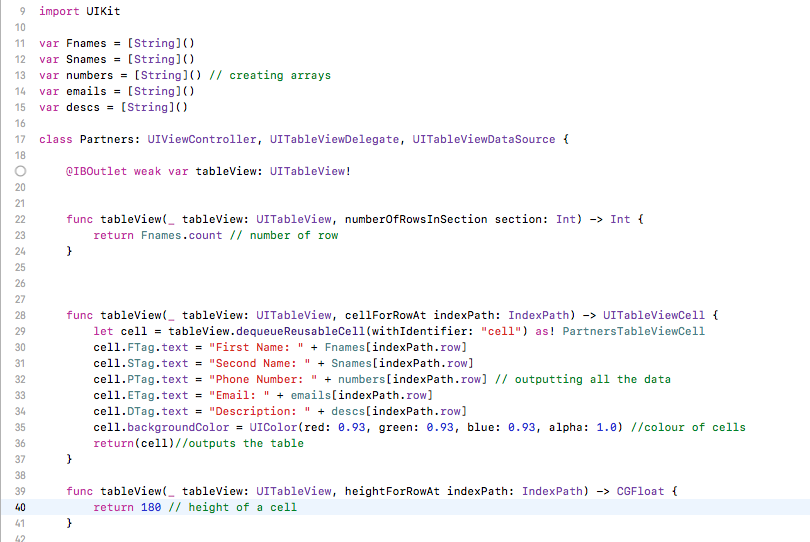 9 import UIKit
10
11 var Fnames = [String]()
12 var Snames = [String]()
13 var numbers = [String]() // creating arrays
14 var emails = [String]()
15 var descs = [String]()
16
17 class Partners: UIViewController, UITableViewDelegate, UITableViewDataSource {
18
@IBOutlet weak var tableView: UITableView!
20
21
22 func tableView(_ tableView: UITableView, numberOfRowsInSection section: Int) -> Int {
23 return Fnames.count // number of row
24 }
25
26
27
28 func tableView(_ tableView: UITableView, cellForRowAt indexPath: IndexPath) -> UITableViewCell {
29 let cell = tableView.dequeueReusableCell(withIdentifier: "cell") as! PartnersTableViewCell
30 cell.FTag.text = "First Name: " + Fnames[indexPath.row]
31 cell.STag.text = "Second Name: " + Snames[indexPath.row]
32 cell.PTag.text = "Phone Number: " + numbers[indexPath.row] // outputting all the data
33 cell.ETag.text = "Email: " + emails[indexPath.row]
34 cell.DTag.text = "Description: " + descs[indexPath.row]
35 cell.backgroundColor = UIColor(red: 0.93, green: 0.93, blue: 0.93, alpha: 1.0) //colour of cells
36 return(cell)//outputs the table
37 }
38
39 func tableView(_ tableView: UITableView, heightForRowAt indexPath: IndexPath) -> CGFloat {
40 return 180 // height of a cell
41 }
42